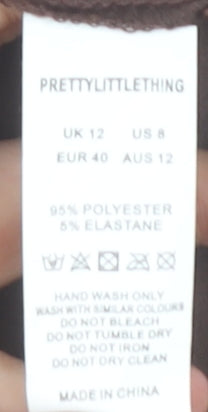 PRETTYLITTLETHING
UK 12 US 8
EUR 40 AUS 12
95% POLYESTER
5% ELASTANE
HAND WASH ONLY
WASH WITH SIMILAR COLOURS
DO NOT BLEACH
DO NOT TUMBLE DRY
DO NOT IRON
DO NOT DRY CLEAN
MADE IN CHINA